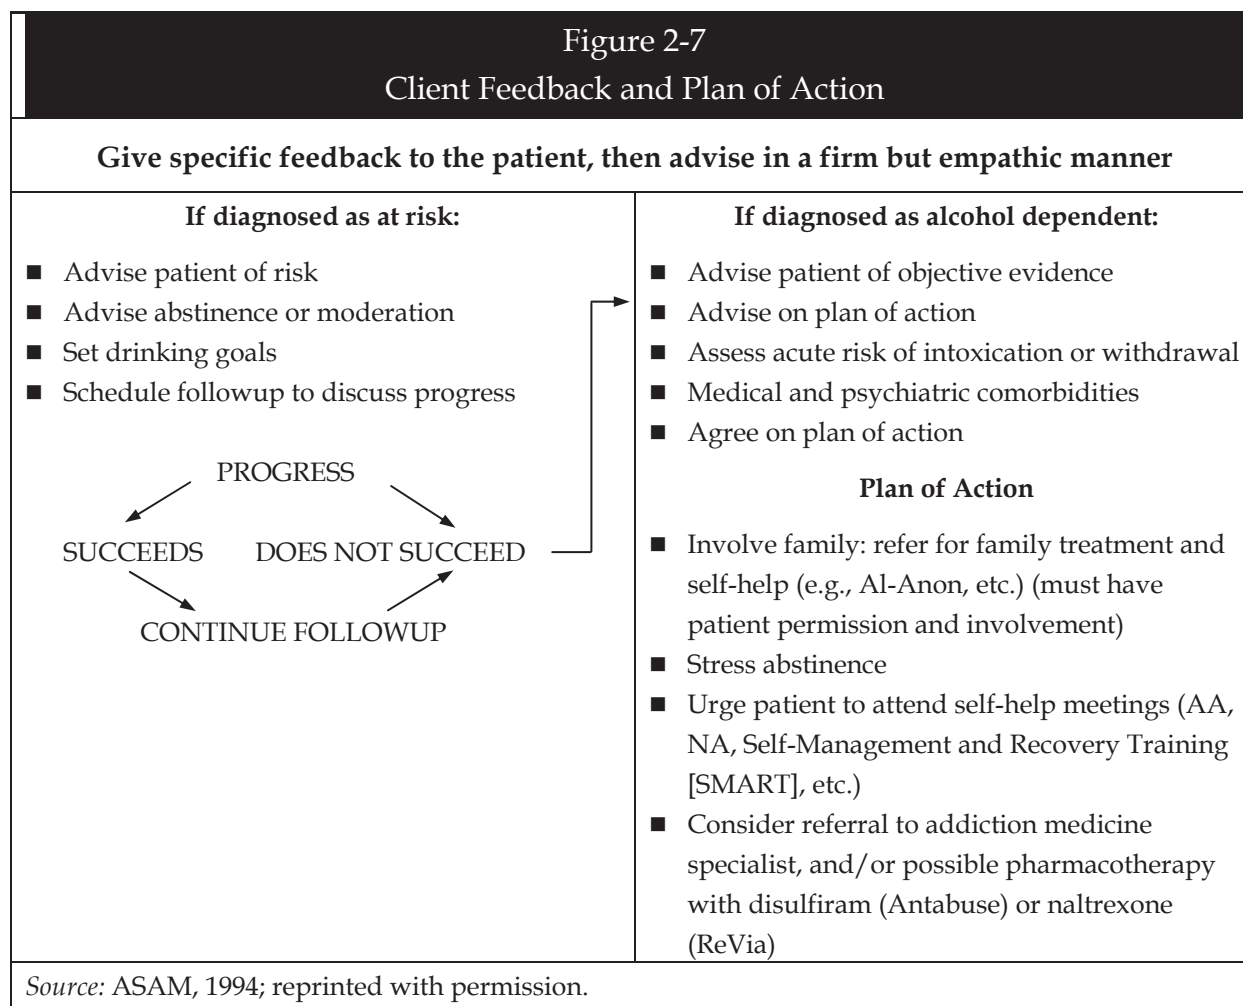 Figure 2-7
Client Feedback and Plan of Action
Give specific feedback to the patient, then advise in a firm but empathic manner
If diagnosed as at risk:
■ Advise patient of risk
■ Advise abstinence or moderation
■ Set drinking goals
■ Schedule followup to discuss progress
PROGRESS
SUCCEEDS
DOES NOT SUCCEED
CONTINUE FOLLOWUP
If diagnosed as alcohol dependent:
■ Advise patient of objective evidence
■ Advise on plan of action
■ Assess acute risk of intoxication or withdrawal
■ Medical and psychiatric comorbidities
■ Agree on plan of action
Plan of Action
■ Involve family: refer for family treatment and
self-help (e.g., Al-Anon, etc.) (must have
patient permission and involvement)
■ Stress abstinence
■ Urge patient to attend self-help meetings (AA,
NA, Self-Management and Recovery Training
[SMART], etc.)
■ Consider referral to addiction medicine
specialist, and/or possible pharmacotherapy
with disulfiram (Antabuse) or naltrexone
(ReVia)
Source: ASAM, 1994; reprinted with permission.